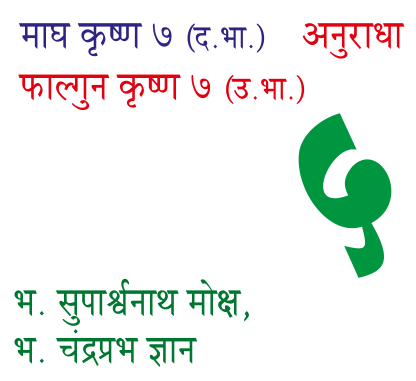 माघ कृष्ण ७ (द.भा.) अनुराधा
फाल्गुन कृष्ण ७ (उ.भा.)
९
भ. सुपार्श्वनाथ मोक्ष,
भ. चंद्रप्रभ ज्ञान